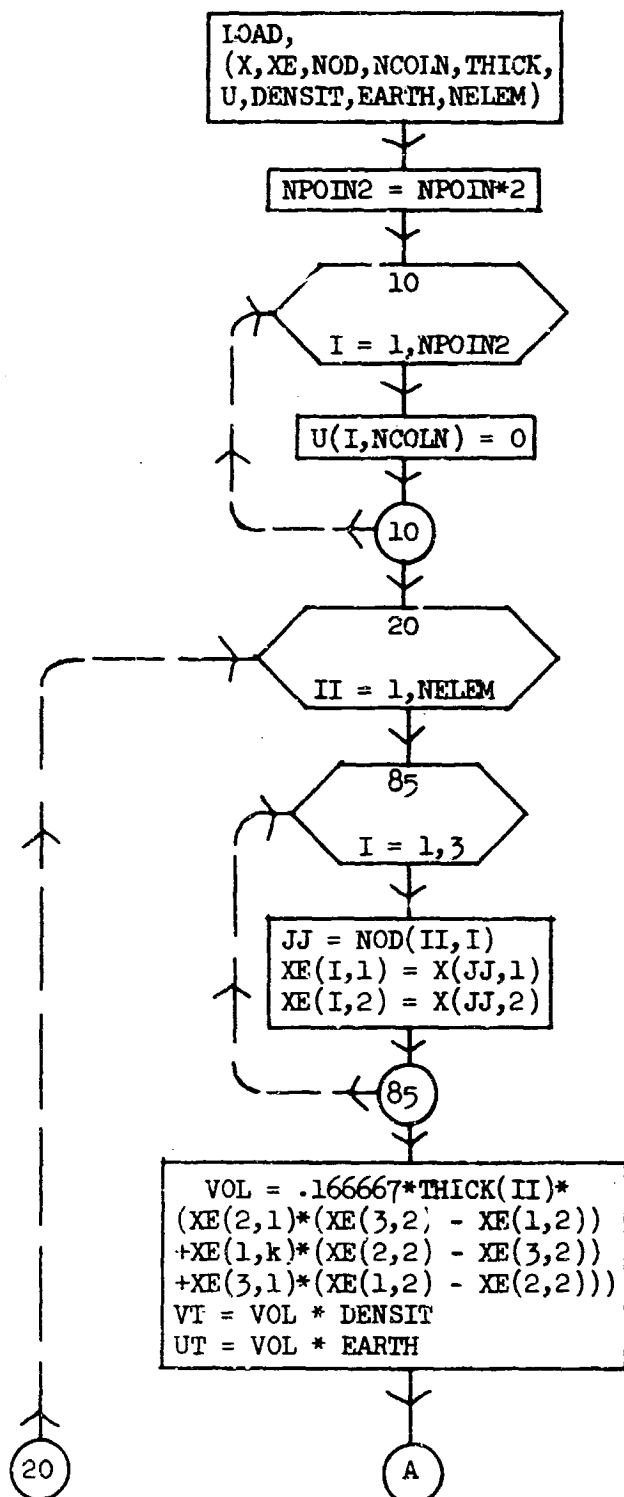 LOAD,
(X,XE,NOD,NCOLN,THICK,
U,DENSIT,EARTH,NELEM)
NPOIN2 = NPOIN*2
10
I = 1,NPOIN2
U(I,NCOLN) = 0
10
20
II = 1,NELEM
85
I = 1,3
JJ = NOD(II,I)
XE(I,1) = X(JJ,1)
XE(I,2) = X(JJ,2)
85
VOL = .166667*THICK(II)*
(XE(2,1)*(XE(3,2) - XE(1,2))
+XE(1,k)*(XE(2,2) - XE(3,2))
+XE(3,1)*(XE(1,2) - XE(2,2)))
VT = VOL * DENSIT
UT = VOL * EARTH
20
A